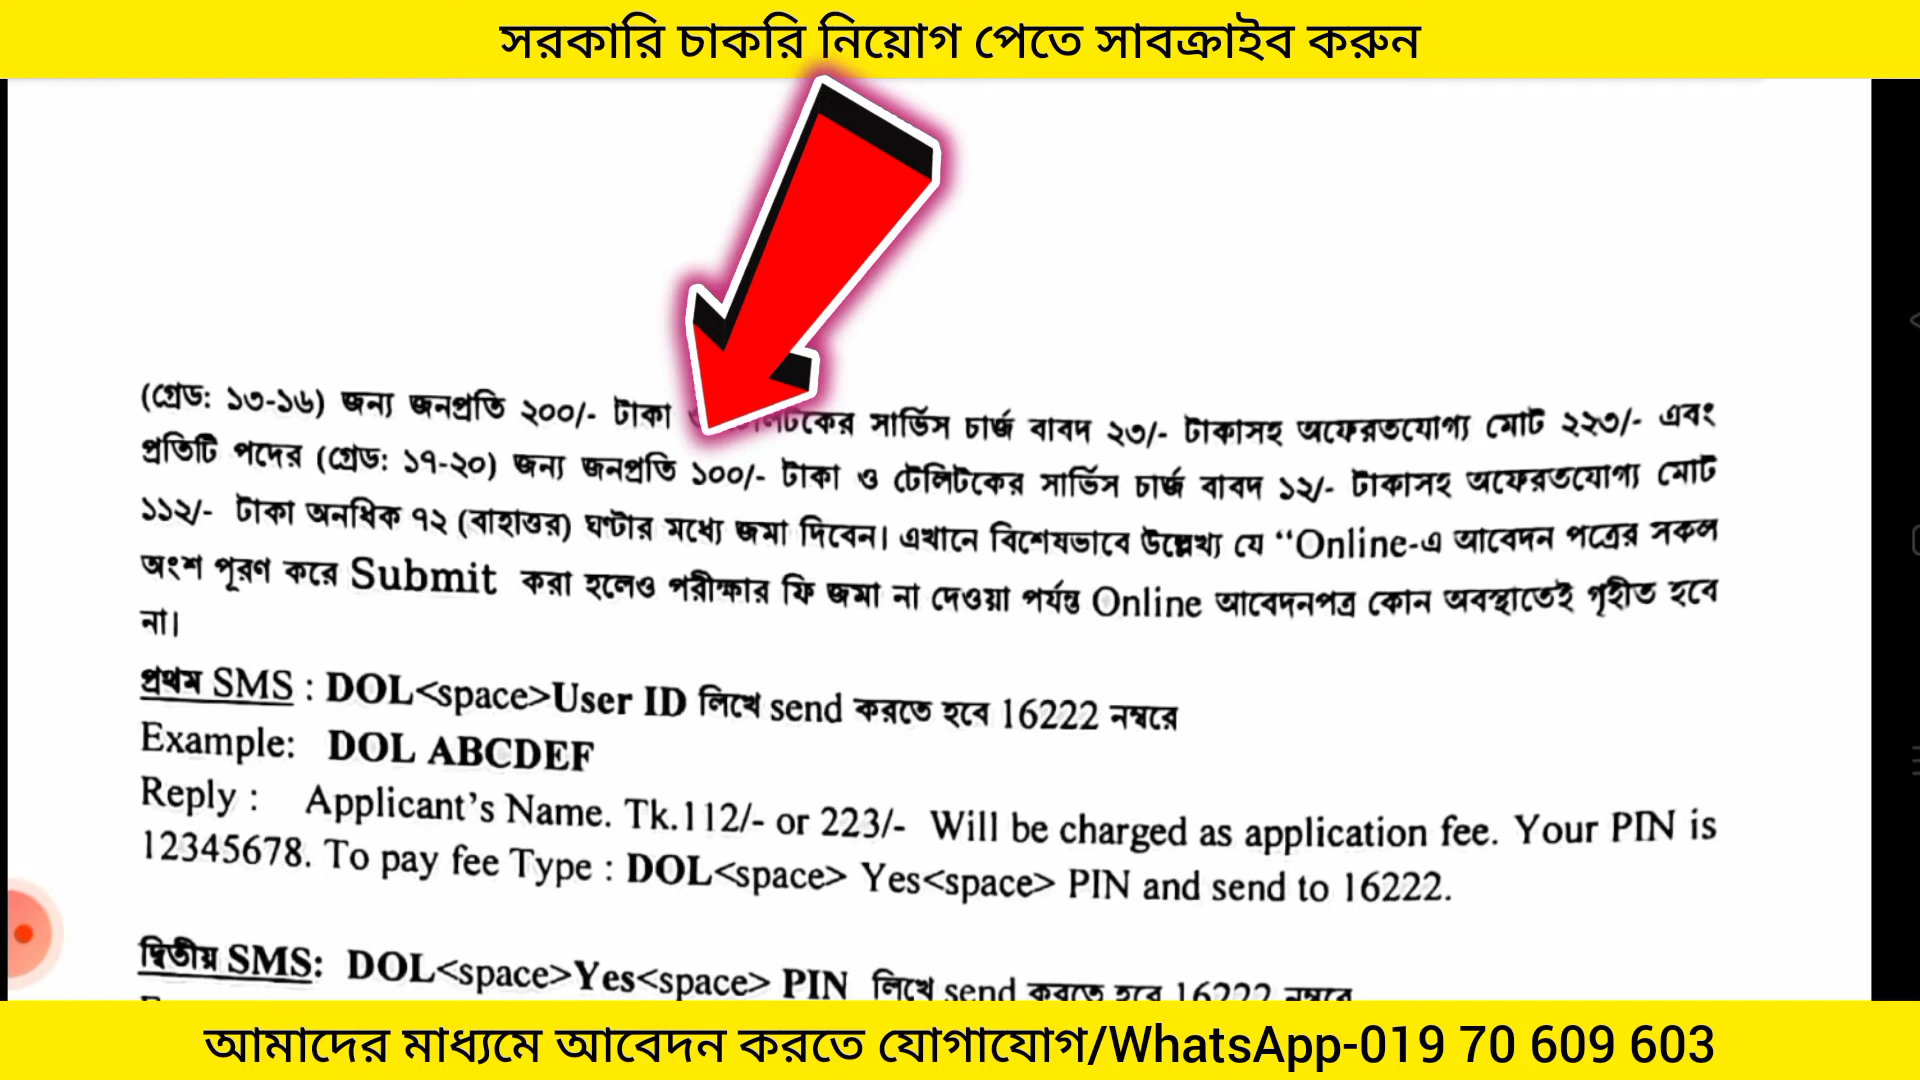 সরকারি চাকরি নিয়োগ পেতে সাবক্রাইব করুন
(গ্রেড: ১৩-১৬) জন্য জনপ্রতি ২০০/- টাকা সার্ভিস চার্জ বাবদ ২৩/- টাকাসহ অফেরতযোগ্য মোট ২২৩/- এবং
প্রতিটি পদের (গ্রেড: ১৭-২০) জন্য জনপ্রতি ১০০/- টাকা ও টেলিটকের সার্ভিস চার্জ বাবদ ১২/- টাকাসহ অফেরতযোগ্য মোট
১১২/- টাকা অনধিক ৭২ (বাহাত্তর) ঘণ্টার মধ্যে জমা দিবেন। এখানে বিশেষভাবে উল্লেখ্য যে “Online-এ আবেদন পত্রের সকল
অংশ পূরণ করে Submit করা হলেও পরীক্ষার ফি জমা না দেওয়া পর্যন্ত Online আবেদনপত্র কোন অবস্থাতেই গৃহীত হবে
না।
প্রথম SMS : DOL<space>User ID লিখে send করতে হবে 16222 নম্বরে
Example: DOL ABCDEF
Reply : Applicant’s Name. Tk.112/- or 223/- Will be charged as application fee. Your PIN is
12345678. To pay fee Type : DOL<space> Yes<space> PIN and send to 16222.
দ্বিতীয় SMS: DOL<space>Yes<space> PIN লিখে send করতে হবে 16222 নম্বরে
আমাদের মাধ্যমে আবেদন করতে যোগাযোগ/WhatsApp-019 70 609 603